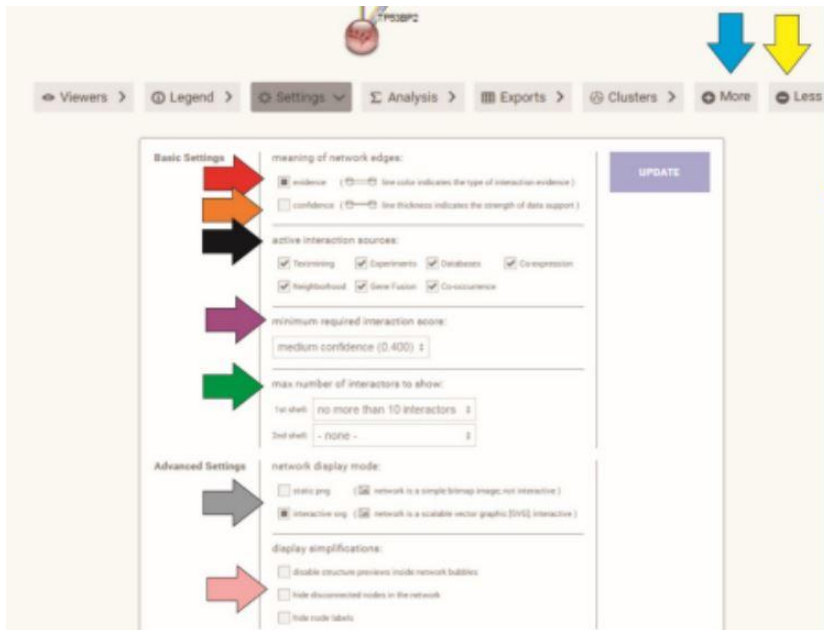 TP53BP2
Viewers
Legend
Settings
Analysis
Exports
Clusters
More
Less
Basic Settings
meaning of network edges:
evidence ( line color indicates the type of interaction evidence )
confidence ( line thickness indicates the strength of data support )
UPDATE
active interaction sources:
Textmining Experiments Databases Co-expression
Neighborhood Gene Fusion Co-occurrence
minimum required interaction score:
medium confidence (0.400)
max number of interactors to show:
1st shell: no more than 10 interactors
2nd shell: - none -
Advanced Settings
network display mode:
static png ( network is a simple bitmap image; not interactive )
interactive svg ( network is a scalable vector graphic [SVG]; interactive )
display simplifications:
disable structure previews inside network bubbles
hide disconnected nodes in the network
hide node labels